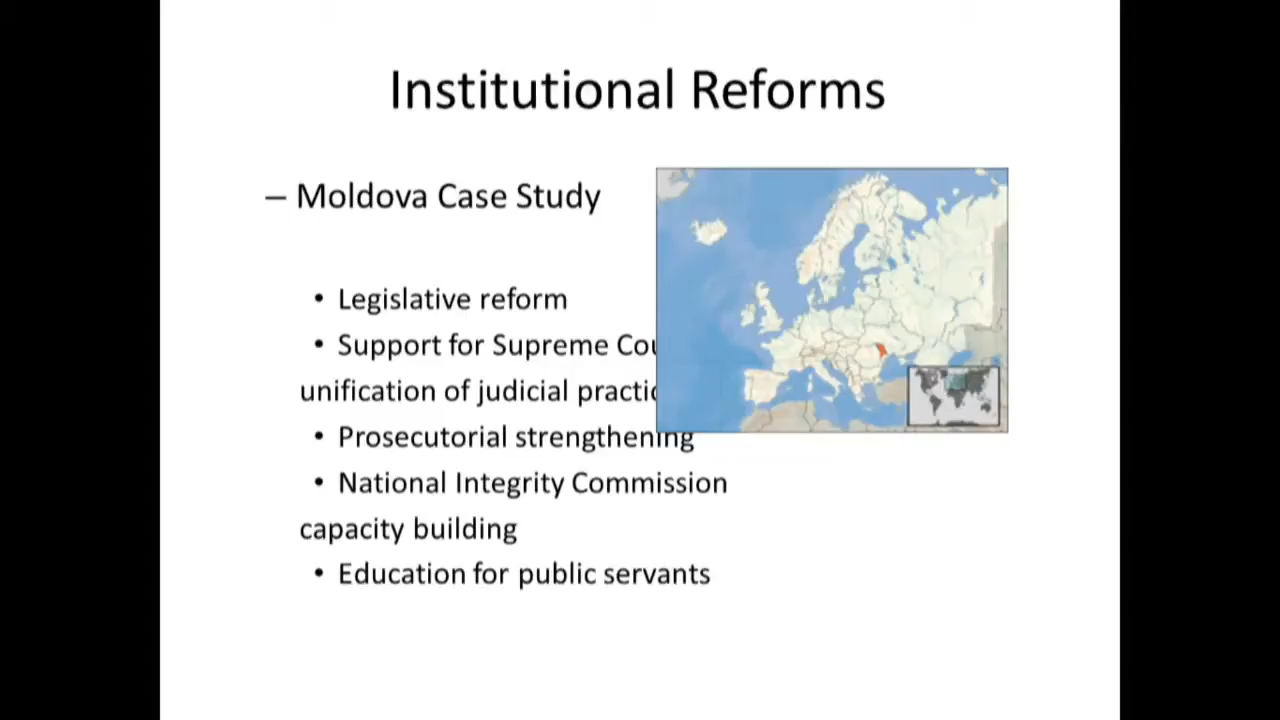 Institutional Reforms
– Moldova Case Study
• Legislative reform
• Support for Supreme
unification of judicial
• Prosecutorial strengthening
• National Integrity Commission
capacity building
• Education for public servants